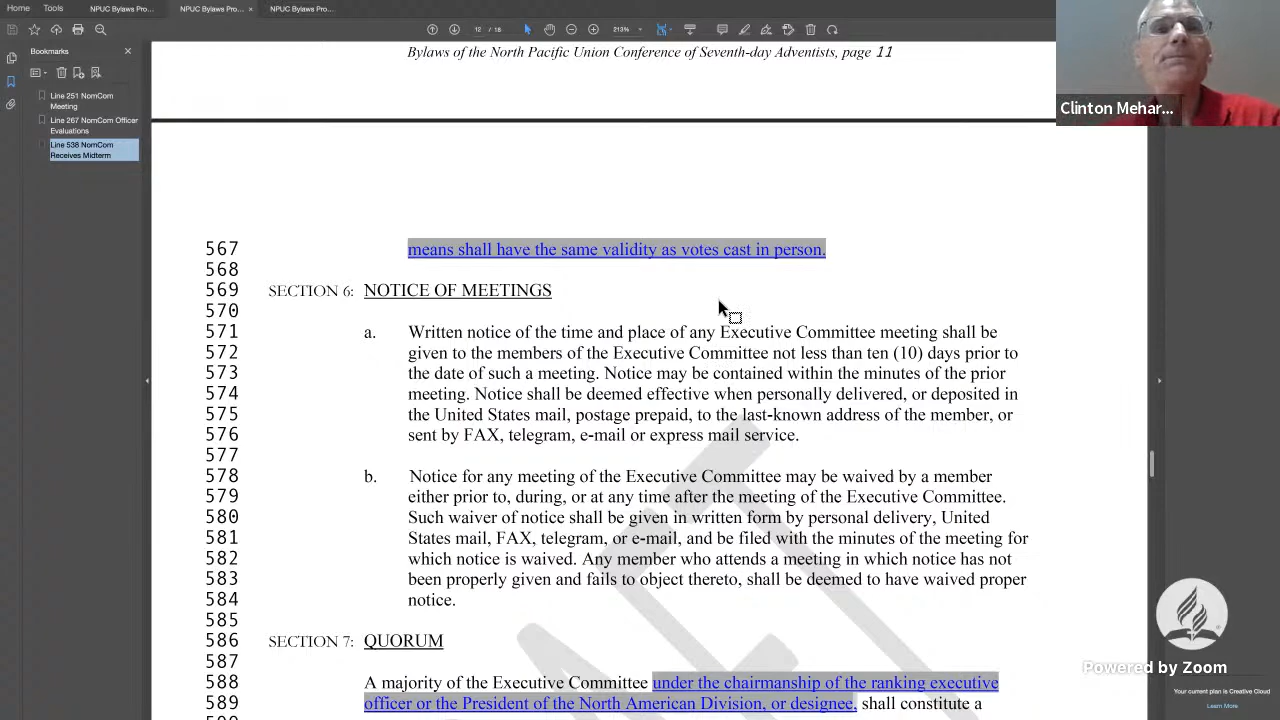 Home Tools NPUC Bylaws Pro... NPUC Bylaws Pro... × NPUC Bylaws Pro...
12 / 18 213%
Bookmarks ×
Line 251 NomCom
Meeting
Line 267 NomCom Officer
Evaluations
Line 538 NomCom
Receives Midterm
Bylaws of the North Pacific Union Conference of Seventh-day Adventists, page 11
Clinton Mehar...
567 means shall have the same validity as votes cast in person.
568
569 SECTION 6: NOTICE OF MEETINGS
570
571 a. Written notice of the time and place of any Executive Committee meeting shall be
572 given to the members of the Executive Committee not less than ten (10) days prior to
573 the date of such a meeting. Notice may be contained within the minutes of the prior
574 meeting. Notice shall be deemed effective when personally delivered, or deposited in
575 the United States mail, postage prepaid, to the last-known address of the member, or
576 sent by FAX, telegram, e-mail or express mail service.
577
578 b. Notice for any meeting of the Executive Committee may be waived by a member
579 either prior to, during, or at any time after the meeting of the Executive Committee.
580 Such waiver of notice shall be given in written form by personal delivery, United
581 States mail, FAX, telegram, or e-mail, and be filed with the minutes of the meeting for
582 which notice is waived. Any member who attends a meeting in which notice has not
583 been properly given and fails to object thereto, shall be deemed to have waived proper
584 notice.
585
586 SECTION 7: QUORUM
587
588 A majority of the Executive Committee under the chairmanship of the ranking executive
589 officer or the President of the North American Division, or designee, shall constitute a
Powered by Zoom
Your current plan is Creative Cloud
Learn More